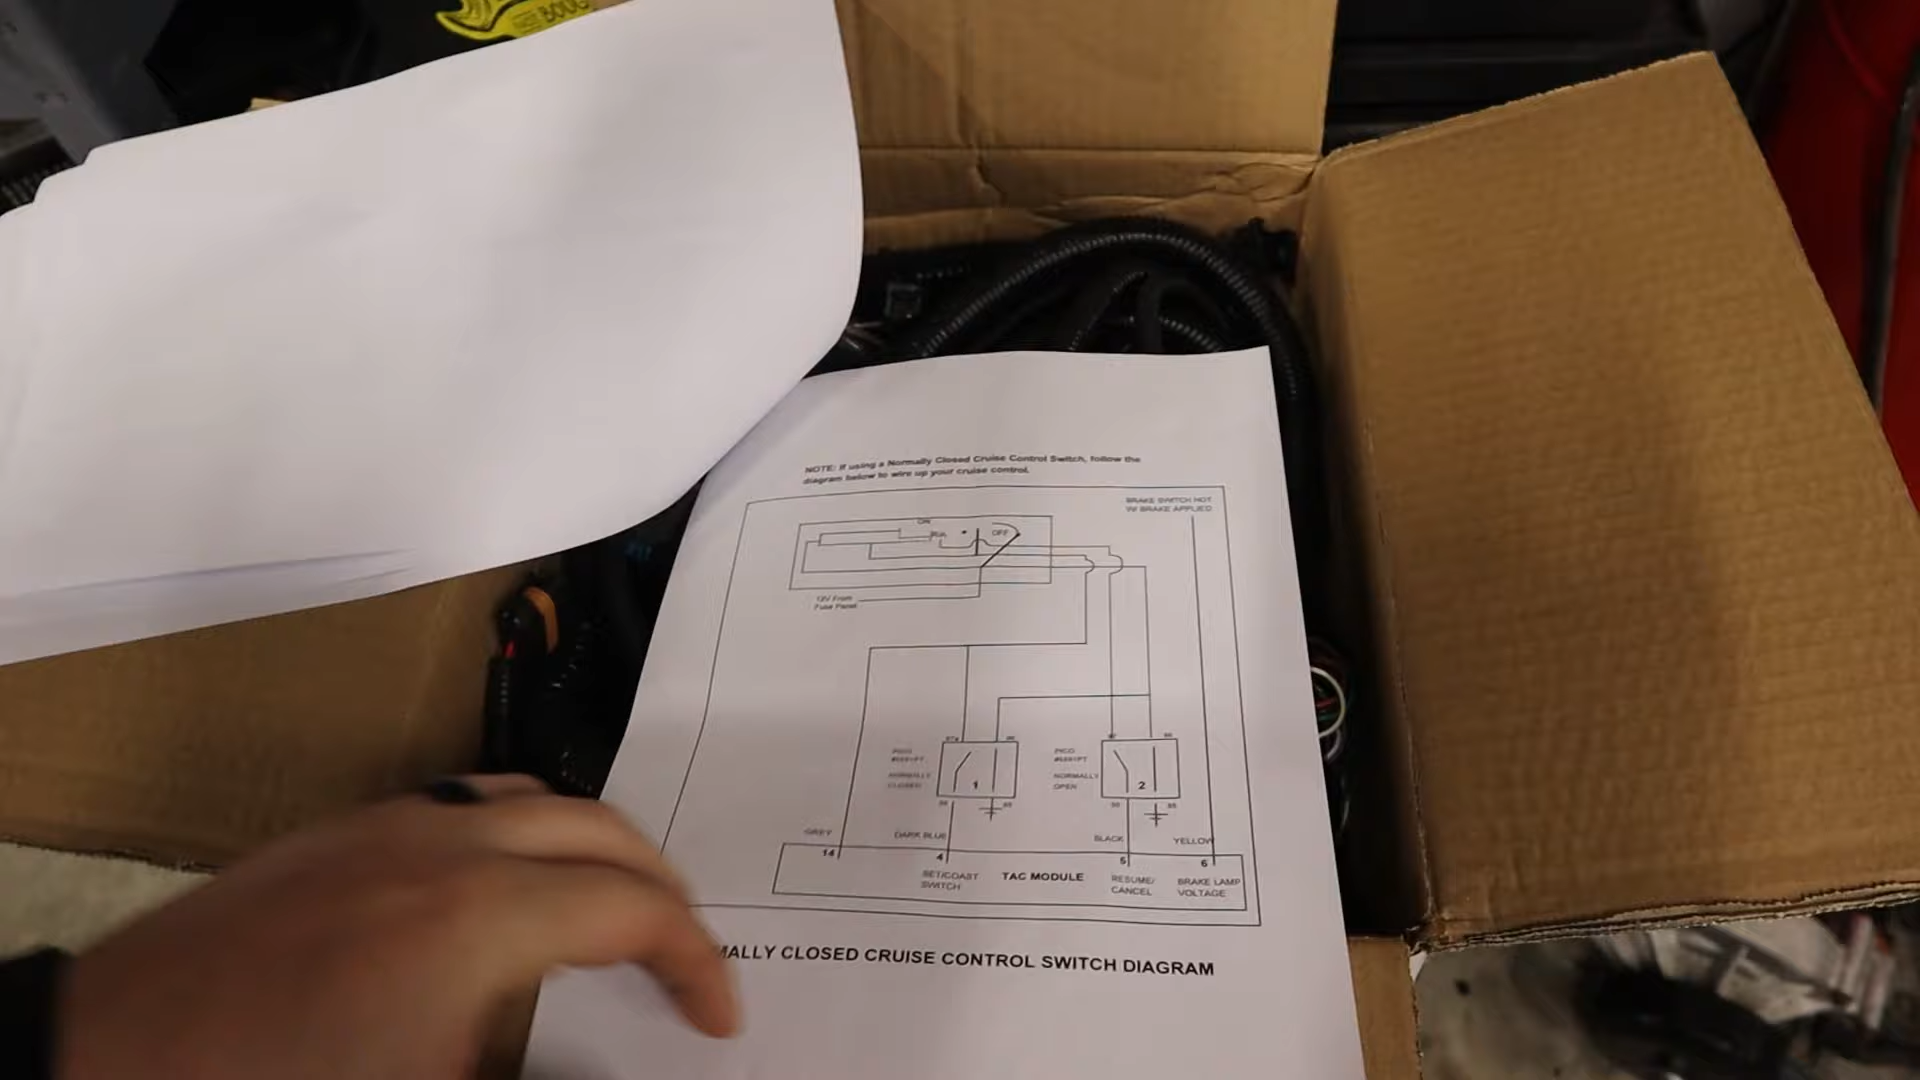 NOTE: If using a Normally Closed Cruise Control Switch, follow the
diagram below to wire up your cruise control.
BRAKE SWITCH HOT
W/ BRAKE APPLIED
ON
R/A
OFF
12V From
Fuse Panel
PICO
NORMALLY
CLOSED
1
PICO
NORMALLY
OPEN
2
GREY
DARK BLUE
BLACK
YELLOW
14
4
5
6
SET/COAST
SWITCH
TAC MODULE
RESUME/
CANCEL
BRAKE LAMP
VOLTAGE
MALLY CLOSED CRUISE CONTROL SWITCH DIAGRAM